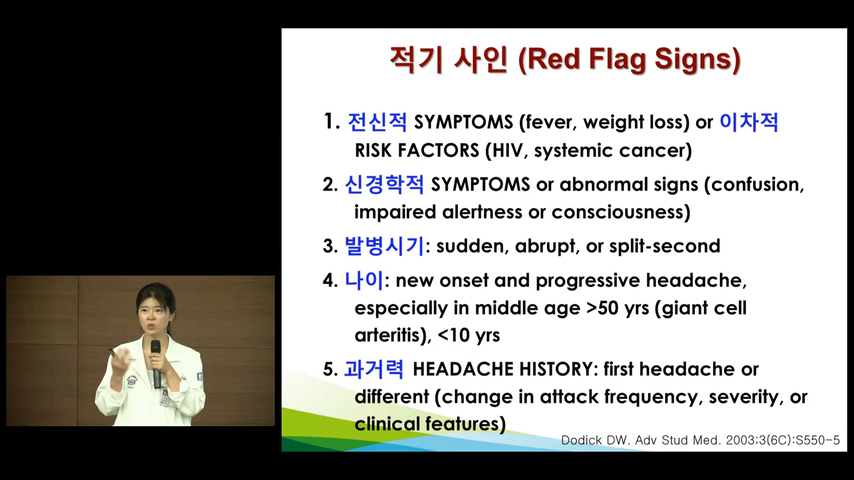 적기 사인 (Red Flag Signs)
1. 전신적 SYMPTOMS (fever, weight loss) or 이차적
RISK FACTORS (HIV, systemic cancer)
2. 신경학적 SYMPTOMS or abnormal signs (confusion,
impaired alertness or consciousness)
3. 발병시기: sudden, abrupt, or split-second
4. 나이: new onset and progressive headache,
especially in middle age >50 yrs (giant cell
arteritis), <10 yrs
5. 과거력 HEADACHE HISTORY: first headache or
different (change in attack frequency, severity, or
clinical features)
Dodick DW. Adv Stud Med. 2003;3(6C):S550-5